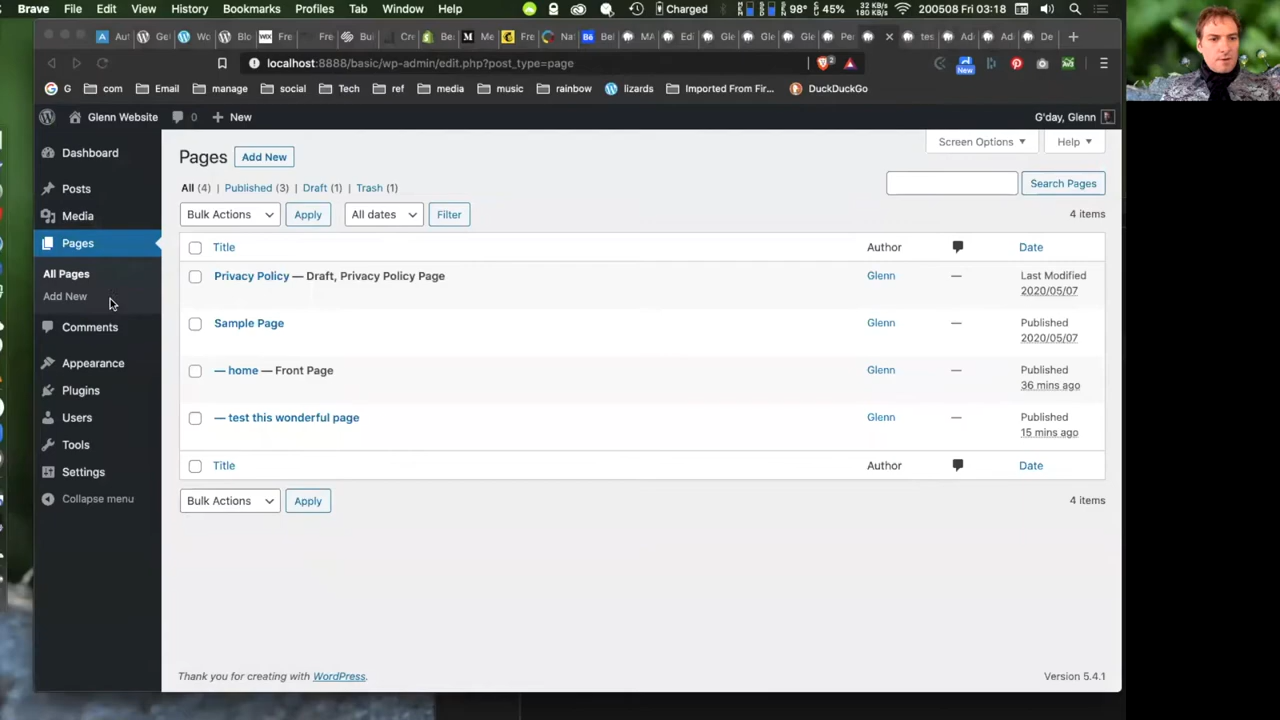 Brave File Edit View History Bookmarks Profiles Tab Window Help Charged 98° 45% 32 KB/s 180 KB/s 200508 Fri 03:18
localhost:8888/basic/wp-admin/edit.php?post_type=page 2 New
G com Email manage social Tech ref media music rainbow lizards Imported From Fir... DuckDuckGo
Glenn Website 0 + New G'day, Glenn
Screen Options Help
Dashboard
Posts
Media
Pages
All Pages
Add New
Comments
Appearance
Plugins
Users
Tools
Settings
Collapse menu
Pages Add New
All (4) | Published (3) | Draft (1) | Trash (1)
Search Pages
Bulk Actions Apply All dates Filter
4 items
Title Author Date
Privacy Policy — Draft, Privacy Policy Page Glenn — Last Modified
2020/05/07
Sample Page Glenn — Published
2020/05/07
— home — Front Page Glenn — Published
36 mins ago
— test this wonderful page Glenn — Published
15 mins ago
Title Author Date
Bulk Actions Apply 4 items
Thank you for creating with WordPress. Version 5.4.1